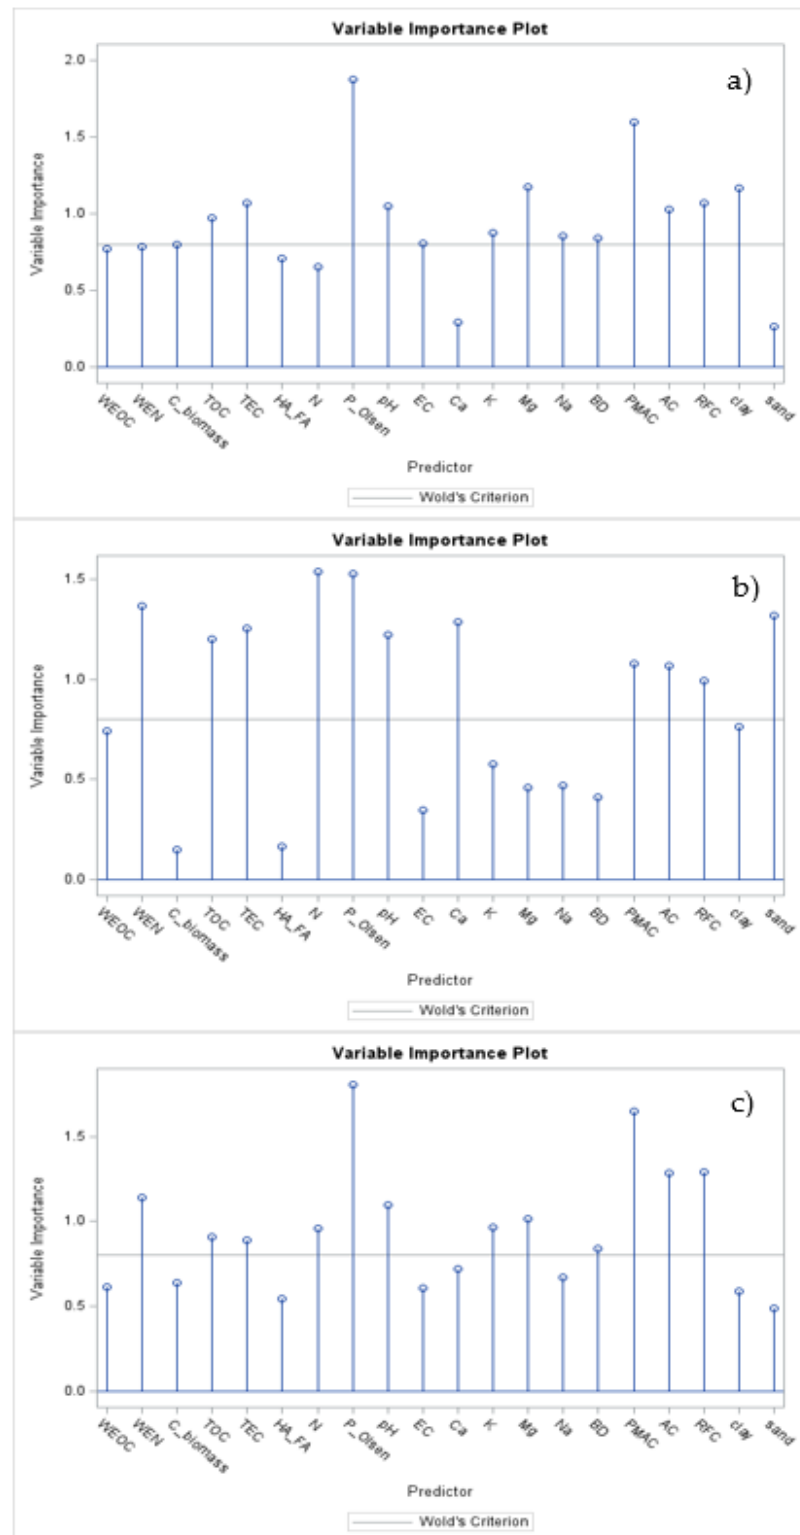 Variable Importance Plot
a)
2.0
1.5
1.0
0.5
0.0
Variable Importance
WEOC WEN C_biomass TOC TEC HA_FA N P_Olsen pH EC Ca K Mg Na BD PMAC AC RFC clay sand
Predictor
Wold's Criterion
Variable Importance Plot
b)
1.5
1.0
0.5
0.0
Variable Importance
WEOC WEN C_biomass TOC TEC HA_FA N P_Olsen pH EC Ca K Mg Na BD PMAC AC RFC clay sand
Predictor
Wold's Criterion
Variable Importance Plot
c)
1.5
1.0
0.5
0.0
Variable Importance
WEOC WEN C_biomass TOC TEC HA_FA N P_Olsen pH EC Ca K Mg Na BD PMAC AC RFC clay sand
Predictor
Wold's Criterion